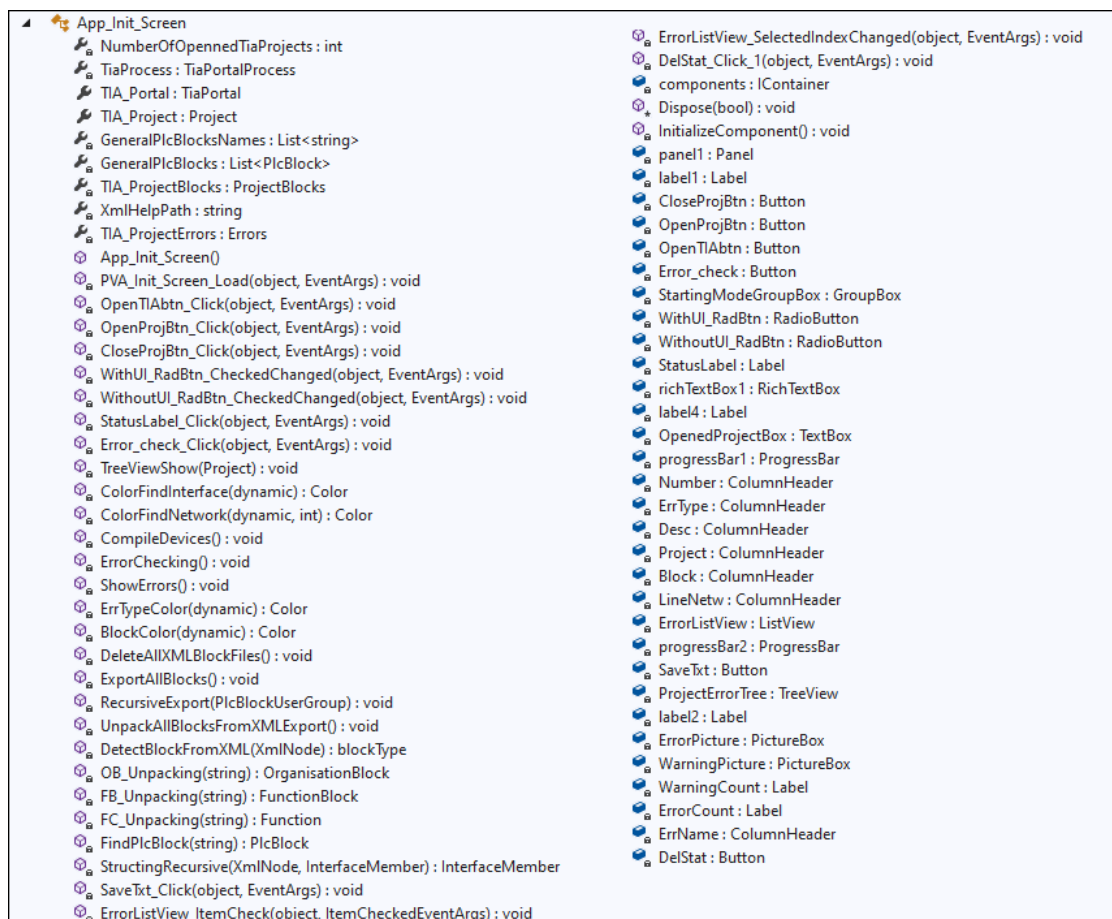 App_Init_Screen
NumberOfOpennedTiaProjects : int
TiaProcess : TiaPortalProcess
TIA_Portal : TiaPortal
TIA_Project : Project
GeneralPlcBlocksNames : List<string>
GeneralPlcBlocks : List<PlcBlock>
TIA_ProjectBlocks : ProjectBlocks
XmlHelpPath : string
TIA_ProjectErrors : Errors
App_Init_Screen()
PVA_Init_Screen_Load(object, EventArgs) : void
OpenTIAbtn_Click(object, EventArgs) : void
OpenProjBtn_Click(object, EventArgs) : void
CloseProjBtn_Click(object, EventArgs) : void
WithUI_RadBtn_CheckedChanged(object, EventArgs) : void
WithoutUI_RadBtn_CheckedChanged(object, EventArgs) : void
StatusLabel_Click(object, EventArgs) : void
Error_check_Click(object, EventArgs) : void
TreeViewShow(Project) : void
ColorFindInterface(dynamic) : Color
ColorFindNetwork(dynamic, int) : Color
CompileDevices() : void
ErrorChecking() : void
ShowErrors() : void
ErrTypeColor(dynamic) : Color
BlockColor(dynamic) : Color
DeleteAllXMLBlockFiles() : void
ExportAllBlocks() : void
RecursiveExport(PlcBlockUserGroup) : void
UnpackAllBlocksFromXMLExport() : void
DetectBlockFromXML(XmlNode) : blockType
OB_Unpacking(string) : OrganisationBlock
FB_Unpacking(string) : FunctionBlock
FC_Unpacking(string) : Function
FindPlcBlock(string) : PlcBlock
StructingRecursive(XmlNode, InterfaceMember) : InterfaceMember
SaveTxt_Click(object, EventArgs) : void
ErrorListView_ItemCheck(object, ItemCheckedEventArgs) : void
ErrorListView_SelectedIndexChanged(object, EventArgs) : void
DelStat_Click_1(object, EventArgs) : void
components : IContainer
Dispose(bool) : void
InitializeComponent() : void
panel1 : Panel
label1 : Label
CloseProjBtn : Button
OpenProjBtn : Button
OpenTIAbtn : Button
Error_check : Button
StartingModeGroupBox : GroupBox
WithUI_RadBtn : RadioButton
WithoutUI_RadBtn : RadioButton
StatusLabel : Label
richTextBox1 : RichTextBox
label4 : Label
OpenedProjectBox : TextBox
progressBar1 : ProgressBar
Number : ColumnHeader
ErrType : ColumnHeader
Desc : ColumnHeader
Project : ColumnHeader
Block : ColumnHeader
LineNetw : ColumnHeader
ErrorListView : ListView
progressBar2 : ProgressBar
SaveTxt : Button
ProjectErrorTree : TreeView
label2 : Label
ErrorPicture : PictureBox
WarningPicture : PictureBox
WarningCount : Label
ErrorCount : Label
ErrName : ColumnHeader
DelStat : Button